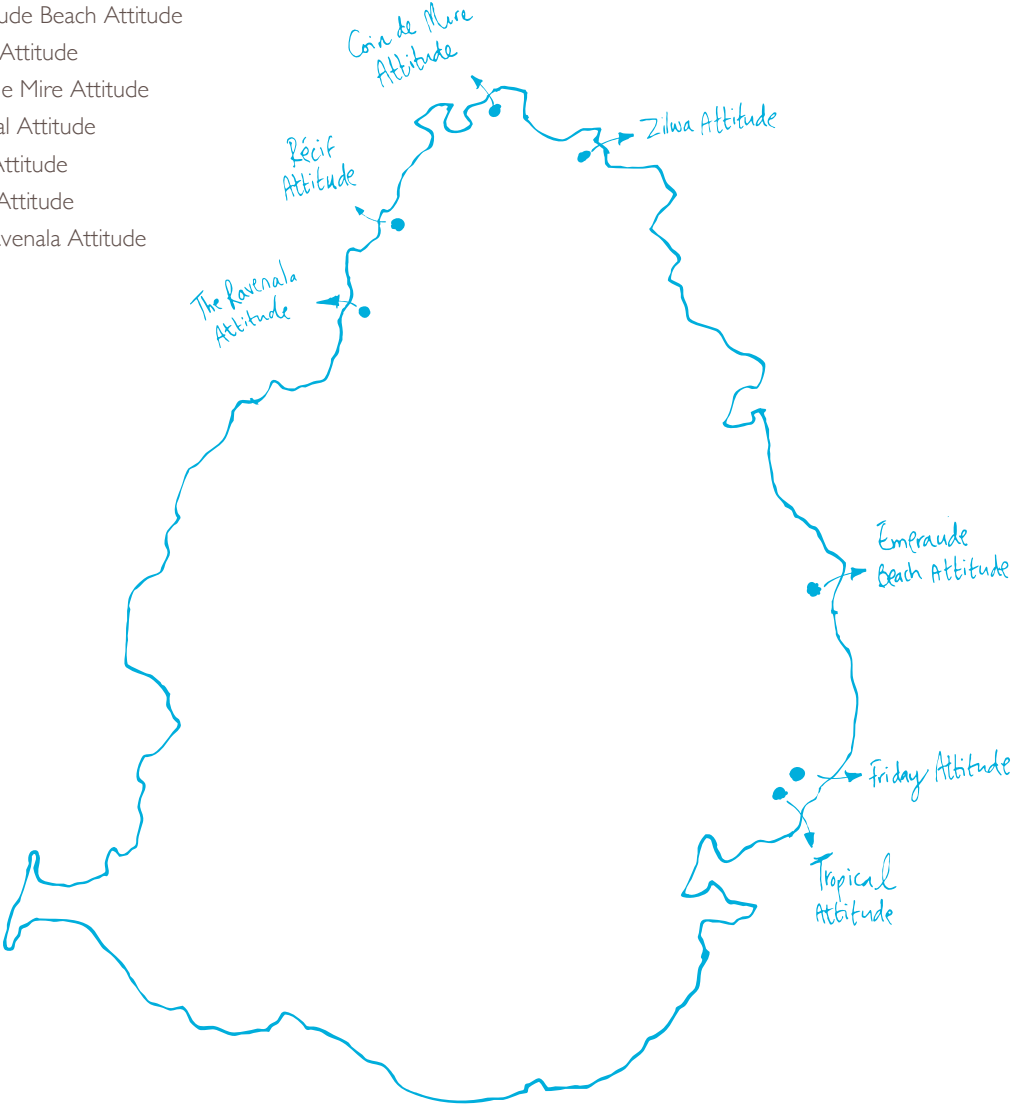 ude Beach Attitude
Attitude
e Mire Attitude
al Attitude
Attitude
Attitude
venala Attitude
Coin de Mire
Attitude
Zilwa Attitude
Récif
Attitude
The Ravenala
Attitude
Emeraude
Beach Attitude
Friday Attitude
Tropical
Attitude